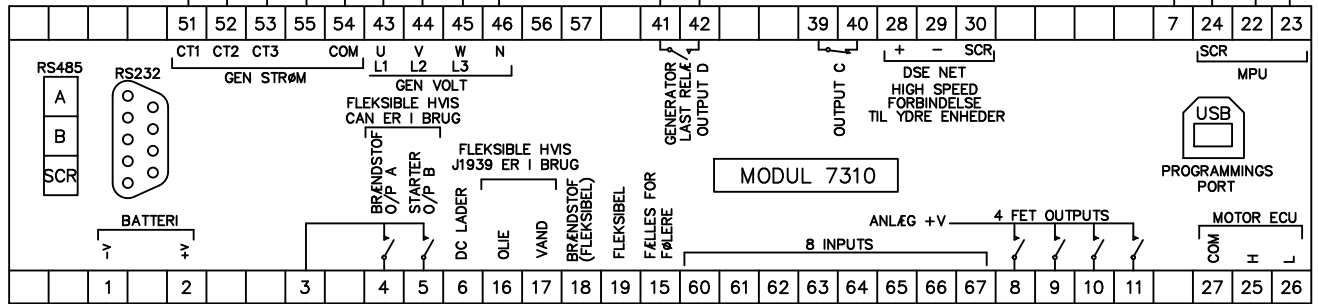 51 52 53 55 54 43 44 45 46 56 57 41 42 39 40 28 29 30 7 24 22 23
CT1 CT2 CT3 COM U V W N + − SCR SCR
L1 L2 L3
GEN STRØM
GEN VOLT
RS485
A
B
SCR
RS232
FLEKSIBLE HVIS
CAN ER I BRUG
FLEKSIBLE HVIS
J1939 ER I BRUG
GENERATOR
LAST RELÆ
OUTPUT D
OUTPUT C
DSE NET
HIGH SPEED
FORBINDELSE
TIL YDRE ENHEDER
MPU
USB
PROGRAMMINGS
PORT
MODUL 7310
BATTERI
-V
+V
BRÆNDSTOF
O/P A
STARTER
O/P B
DC LADER
OLIE
VAND
BRÆNDSTOF
(FLEKSIBEL)
FLEKSIBEL
FÆLLES FOR
FØLERE
8 INPUTS
ANLÆG +V
4 FET OUTPUTS
MOTOR ECU
COM
H
L
1 2 3 4 5 6 16 17 18 19 15 60 61 62 63 64 65 66 67 8 9 10 11 27 25 26